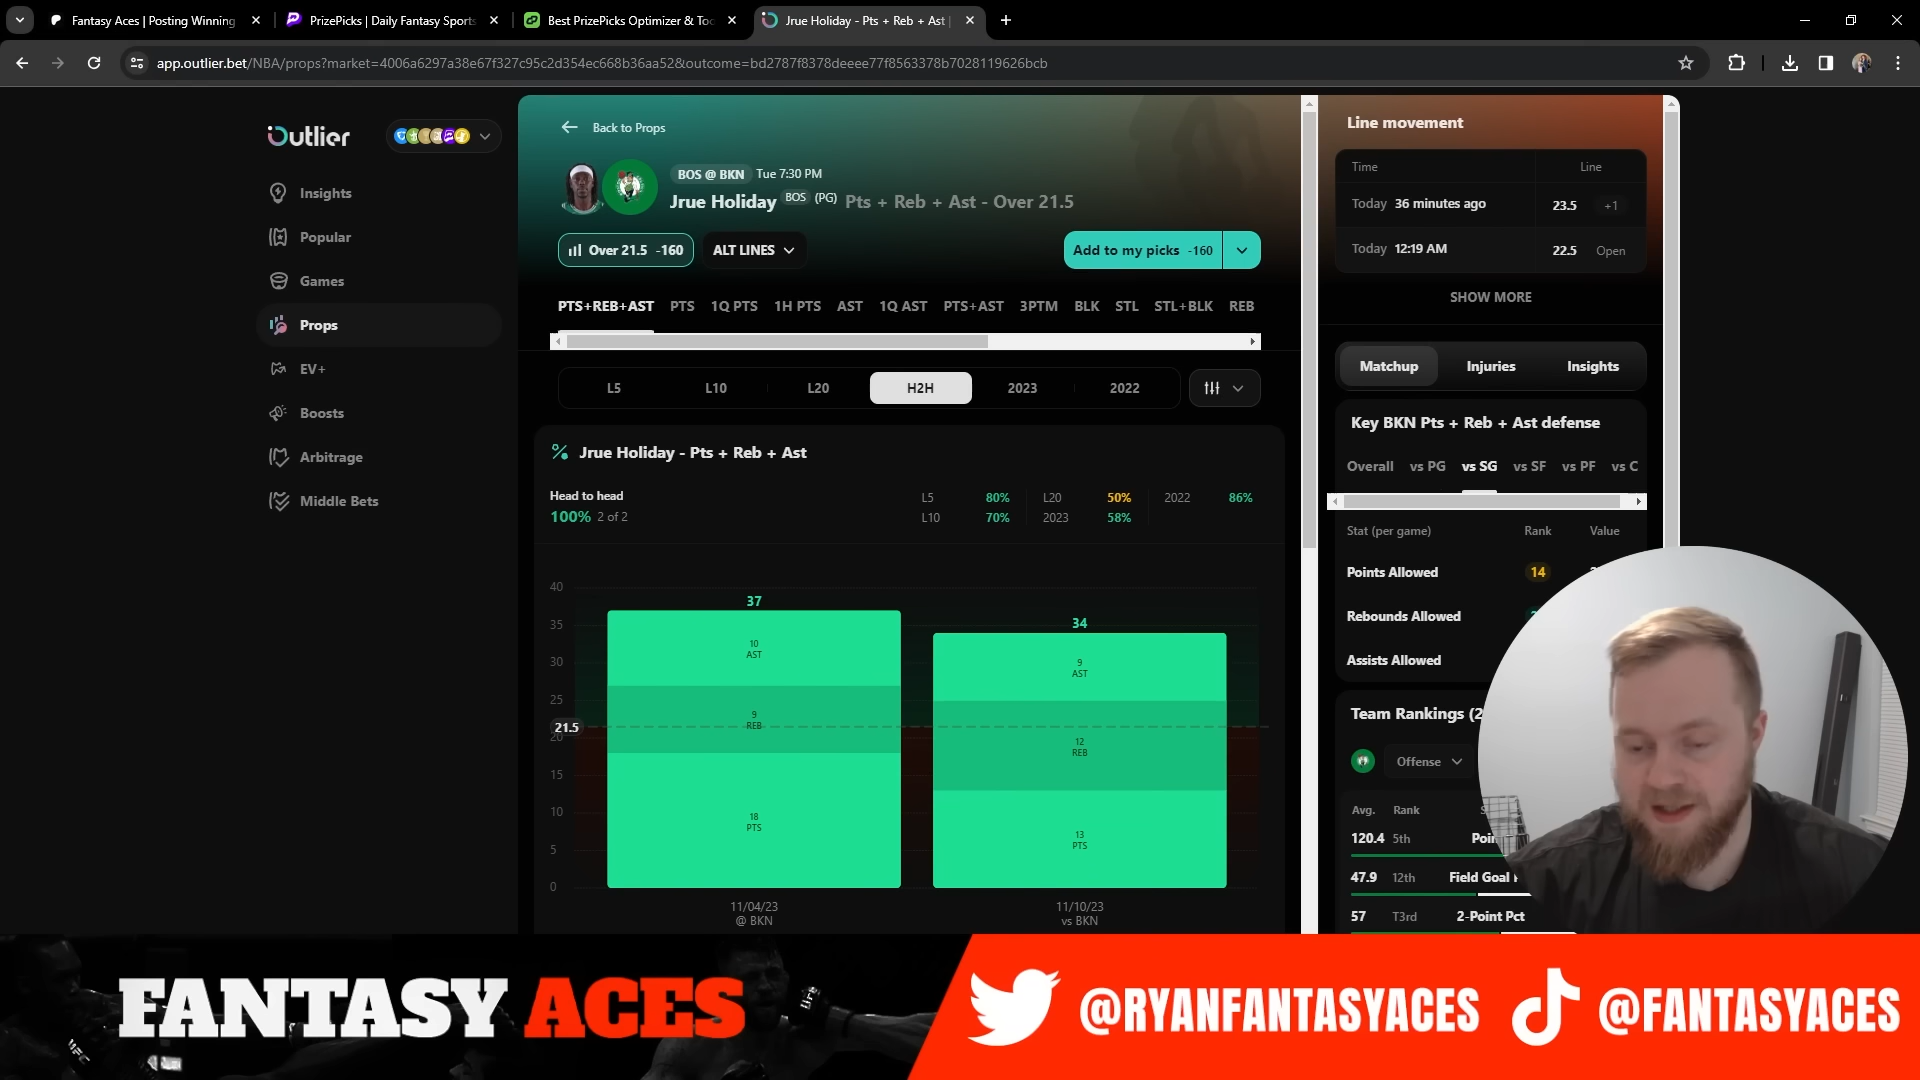 Fantasy Aces | Posting Winning
PrizePicks | Daily Fantasy Sports
Best PrizePicks Optimizer & Too
Jrue Holiday - Pts + Reb + Ast |
app.outlier.bet/NBA/props?market=4006a6297a38e67f327c95c2d354ec668b36aa52&outcome=bd2787f8378deeee77f8563378b7028119626bcb
Outlier
Insights
Popular
Games
Props
EV+
Boosts
Arbitrage
Middle Bets
Back to Props
BOS @ BKN Tue 7:30 PM
Jrue Holiday BOS (PG) Pts + Reb + Ast - Over 21.5
Over 21.5 -160
ALT LINES
Add to my picks -160
PTS+REB+AST PTS 1Q PTS 1H PTS AST 1Q AST PTS+AST 3PTM BLK STL STL+BLK REB
L5 L10 L20 H2H 2023 2022
Jrue Holiday - Pts + Reb + Ast
Head to head
100% 2 of 2
L5 80% L20 50% 2022 86%
L10 70% 2023 58%
40
35
30
25
21.5
20
15
10
5
0
37
10
AST
9
REB
18
PTS
34
9
AST
12
REB
13
PTS
11/04/23
@ BKN
11/10/23
vs BKN
Line movement
Time Line
Today 36 minutes ago 23.5 +1
Today 12:19 AM 22.5 Open
SHOW MORE
Matchup Injuries Insights
Key BKN Pts + Reb + Ast defense
Overall vs PG vs SG vs SF vs PF vs C
Stat (per game) Rank Value
Points Allowed 14
Rebounds Allowed
Assists Allowed
Team Rankings (2
Offense
Avg. Rank
120.4 5th Poin
47.9 12th Field Goal
57 T3rd 2-Point Pct
FANTASY ACES
@RYANFANTASYACES
@FANTASYACES
UFC